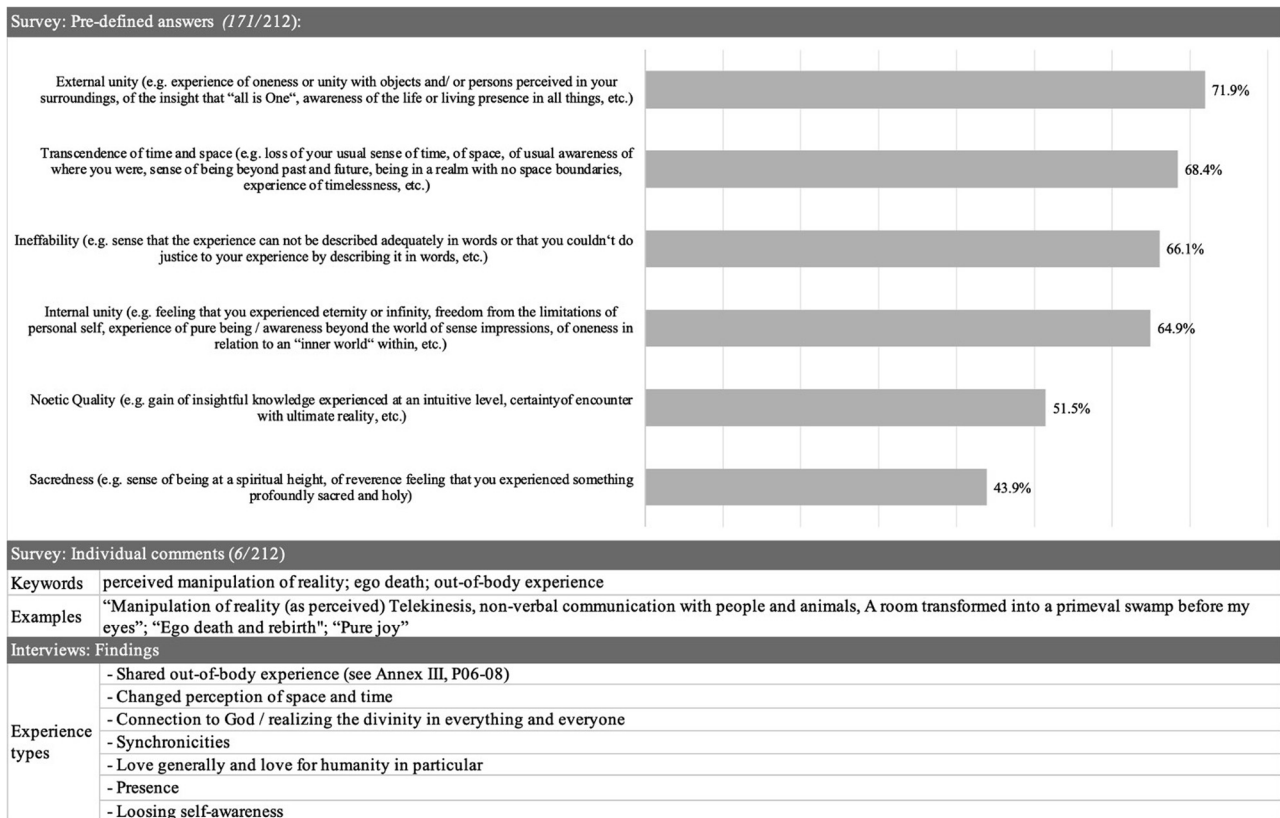 Survey: Pre-defined answers (171/212):
External unity (e.g. experience of oneness or unity with objects and/ or persons perceived in your
surroundings, of the insight that “all is One“, awareness of the life or living presence in all things, etc.)
71.9%
Transcendence of time and space (e.g. loss of your usual sense of time, of space, of usual awareness of
where you were, sense of being beyond past and future, being in a realm with no space boundaries,
experience of timelessness, etc.)
68.4%
Ineffability (e.g. sense that the experience can not be described adequately in words or that you couldn‘t do
justice to your experience by describing it in words, etc.)
66.1%
Internal unity (e.g. feeling that you experienced eternity or infinity, freedom from the limitations of
personal self, experience of pure being / awareness beyond the world of sense impressions, of oneness in
relation to an “inner world“ within, etc.)
64.9%
Noetic Quality (e.g. gain of insightful knowledge experienced at an intuitive level, certaintyof encounter
with ultimate reality, etc.)
51.5%
Sacredness (e.g. sense of being at a spiritual height, of reverence feeling that you experienced something
profoundly sacred and holy)
43.9%
Survey: Individual comments (6/212)
Keywords perceived manipulation of reality; ego death; out-of-body experience
Examples “Manipulation of reality (as perceived) Telekinesis, non-verbal communication with people and animals, A room transformed into a primeval swamp before my
eyes”; “Ego death and rebirth"; “Pure joy”
Interviews: Findings
Experience types
- Shared out-of-body experience (see Annex III, P06-08)
- Changed perception of space and time
- Connection to God / realizing the divinity in everything and everyone
- Synchronicities
- Love generally and love for humanity in particular
- Presence
- Loosing self-awareness